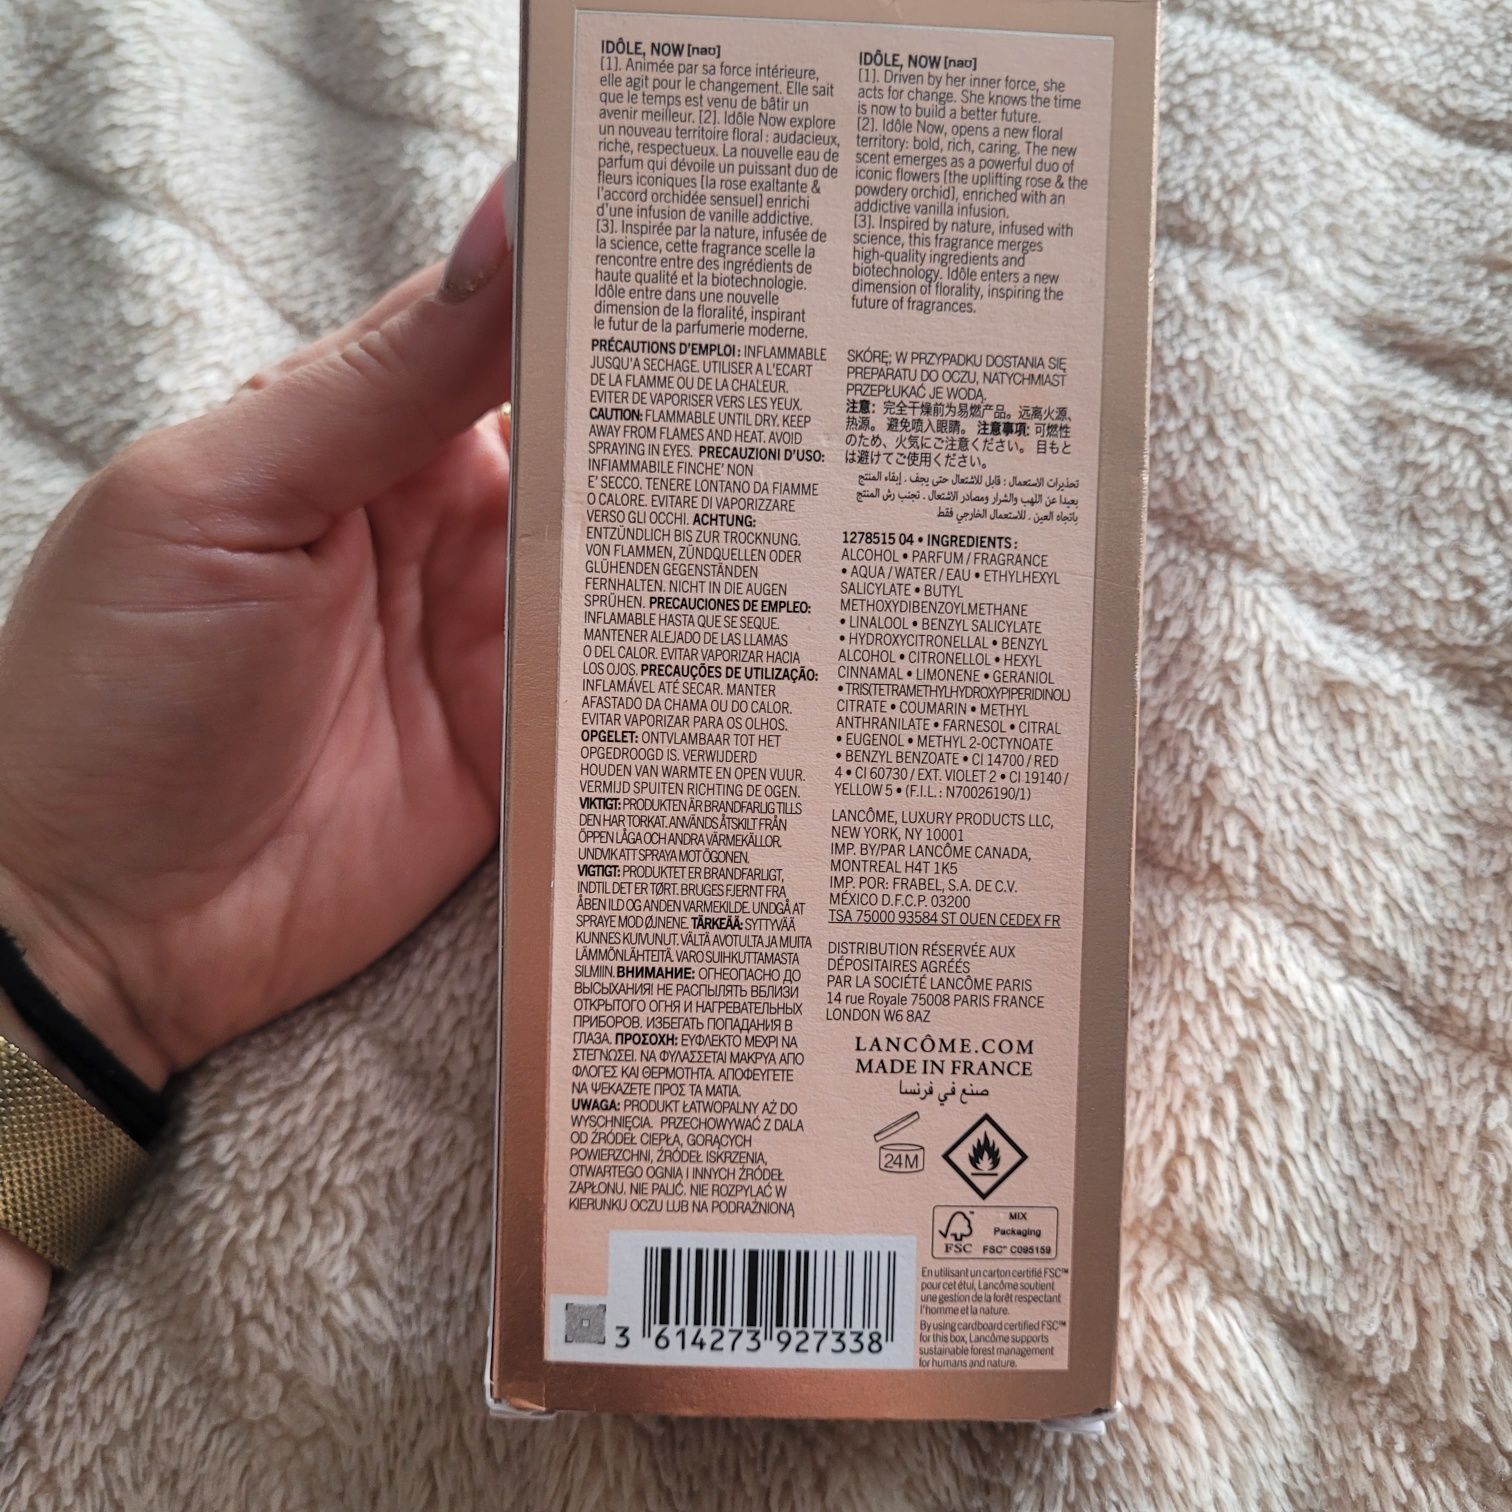 IDÔLE, NOW [naʊ]
[1]. Animée par sa force intérieure,
elle agit pour le changement. Elle sait
que le temps est venu de bâtir un
avenir meilleur. [2]. Idôle Now explore
un nouveau territoire floral : audacieux,
riche, respectueux. La nouvelle eau de
parfum qui dévoile un puissant duo de
fleurs iconiques [la rose exaltante &
l'accord orchidée sensuel] enrichi
d'une infusion de vanille addictive.
[3]. Inspirée par la nature, infusée de
la science, cette fragrance scelle la
rencontre entre des ingrédients de
haute qualité et la biotechnologie.
Idôle entre dans une nouvelle
dimension de la floralité, inspirant
le futur de la parfumerie moderne.
PRÉCAUTIONS D'EMPLOI : INFLAMMABLE
JUSQU'A SECHAGE. UTILISER A L'ECART
DE LA FLAMME OU DE LA CHALEUR.
EVITER DE VAPORISER VERS LES YEUX.
CAUTION: FLAMMABLE UNTIL DRY. KEEP
AWAY FROM FLAMES AND HEAT. AVOID
SPRAYING IN EYES. PRECAUZIONI D'USO:
INFIAMMABILE FINCHE' NON
E' SECCO. TENERE LONTANO DA FIAMME
O CALORE. EVITARE DI VAPORIZZARE
VERSO GLI OCCHI. ACHTUNG:
ENTZÜNDLICH BIS ZUR TROCKNUNG.
VON FLAMMEN, ZÜNDQUELLEN ODER
GLÜHENDEN GEGENSTÄNDEN
FERNHALTEN. NICHT IN DIE AUGEN
SPRÜHEN. PRECAUCIONES DE EMPLEO:
INFLAMABLE HASTA QUE SE SEQUE.
MANTENER ALEJADO DE LAS LLAMAS
O DEL CALOR. EVITAR VAPORIZAR HACIA
LOS OJOS. PRECAUÇÕES DE UTILIZAÇÃO:
INFLAMÁVEL ATÉ SECAR. MANTER
AFASTADO DA CHAMA OU DO CALOR.
EVITAR VAPORIZAR PARA OS OLHOS.
OPGELET: ONTVLAMBAAR TOT HET
OPGEDROOGD IS. VERWIJDERD
HOUDEN VAN WARMTE EN OPEN VUUR.
VERMIJD SPUITEN RICHTING DE OGEN.
VIKTIGT: PRODUKTEN ÄR BRANDFARLIG TILLS
DEN HAR TORKAT. ANVÄNDS ÅTSKILT FRÅN
ÖPPEN LÅGA OCH ANDRA VÄRMEKÄLLOR.
UNDVIK ATT SPRAYA MOT ÖGONEN.
VIGTIGT: PRODUKTET ER BRANDFARLIGT,
INDTIL DET ER TØRT. BRUGES FJERNT FRA
ÅBEN ILD OG ANDEN VARMEKILDE. UNDGÅ AT
SPRAYE MOD ØJNENE. TÄRKEÄÄ: SYTTYVÄÄ
KUNNES KUIVUNUT. VÄLTÄ AVOTULTA JA MUITA
LÄMMÖNLÄHTEITÄ. VARO SUIHKUTTAMASTA
SILMIIN. ВНИМАНИЕ: ОГНЕОПАСНО ДО
ВЫСЫХАНИЯ! НЕ РАСПЫЛЯТЬ ВБЛИЗИ
ОТКРЫТОГО ОГНЯ И НАГРЕВАТЕЛЬНЫХ
ПРИБОРОВ. ИЗБЕГАТЬ ПОПАДАНИЯ В
ГЛАЗА. ΠΡΟΣΟΧΗ: ΕΥΦΛΕΚΤΟ ΜΕΧΡΙ ΝΑ
ΣΤΕΓΝΩΣΕΙ. ΝΑ ΦΥΛΑΣΣΕΤΑΙ ΜΑΚΡΥΑ ΑΠΟ
ΦΛΟΓΕΣ ΚΑΙ ΘΕΡΜΟΤΗΤΑ. ΑΠΟΦΕΥΓΕΤΕ
ΝΑ ΨΕΚΑΖΕΤΕ ΠΡΟΣ ΤΑ ΜΑΤΙΑ.
UWAGA: PRODUKT ŁATWOPALNY AŻ DO
WYSCHNIĘCIA. PRZECHOWYWAĆ Z DALA
OD ŹRÓDEŁ CIEPŁA, GORĄCYCH
POWIERZCHNI, ŹRÓDEŁ ISKRZENIA,
OTWARTEGO OGNIA I INNYCH ŹRÓDEŁ
ZAPŁONU. NIE PALIĆ. NIE ROZPYLAĆ W
KIERUNKU OCZU LUB NA PODRAŻNIONĄ
3 614273 927338
IDÔLE, NOW [naʊ]
[1]. Driven by her inner force, she
acts for change. She knows the time
is now to build a better future.
[2]. Idôle Now, opens a new floral
territory: bold, rich, caring. The new
scent emerges as a powerful duo of
iconic flowers [the uplifting rose & the
powdery orchid], enriched with an
addictive vanilla infusion.
[3]. Inspired by nature, infused with
science, this fragrance merges
high-quality ingredients and
biotechnology. Idôle enters a new
dimension of florality, inspiring the
future of fragrances.
SKÓRĘ; W PRZYPADKU DOSTANIA SIĘ
PREPARATU DO OCZU, NATYCHMIAST
PRZEPŁUKAĆ JE WODĄ.
注意: 完全干燥前为易燃产品。远离火源、
热源。避免喷入眼睛。 注意事項: 可燃性
のため、火気にご注意ください。 目もと
は避けてご使用ください。
تحذيرات الاستعمال : قابل للاشتعال حتى يجف . إبقاء المنتج
بعيدا عن اللهب والشرار ومصادر الاشتعال . تجنب رش المنتج
باتجاه العين . للاستعمال الخارجي فقط
1278515 04 • INGREDIENTS :
ALCOHOL • PARFUM / FRAGRANCE
• AQUA / WATER / EAU • ETHYLHEXYL
SALICYLATE • BUTYL
METHOXYDIBENZOYLMETHANE
• LINALOOL • BENZYL SALICYLATE
• HYDROXYCITRONELLAL • BENZYL
ALCOHOL • CITRONELLOL • HEXYL
CINNAMAL • LIMONENE • GERANIOL
• TRIS(TETRAMETHYLHYDROXYPIPERIDINOL)
CITRATE • COUMARIN • METHYL
ANTHRANILATE • FARNESOL • CITRAL
• EUGENOL • METHYL 2-OCTYNOATE
• BENZYL BENZOATE • CI 14700 / RED
4 • CI 60730 / EXT. VIOLET 2 • CI 19140 /
YELLOW 5 • (F.I.L. : N70026190/1)
LANCÔME, LUXURY PRODUCTS LLC,
NEW YORK, NY 10001
IMP. BY/PAR LANCÔME CANADA,
MONTREAL H4T 1K5
IMP. POR: FRABEL, S.A. DE C.V.
MÉXICO D.F.C.P. 03200
TSA 75000 93584 ST OUEN CEDEX FR
DISTRIBUTION RÉSERVÉE AUX
DÉPOSITAIRES AGRÉÉS
PAR LA SOCIÉTÉ LANCÔME PARIS
14 rue Royale 75008 PARIS FRANCE
LONDON W6 8AZ
LANCÔME.COM
MADE IN FRANCE
صنع في فرنسا
24M
MIX
Packaging
FSC FSC® C095159
En utilisant un carton certifié FSC™
pour cet étui, Lancôme soutient
une gestion de la forêt respectant
l'homme et la nature.
By using cardboard certified FSC™
for this box, Lancôme supports
sustainable forest management
for humans and nature.